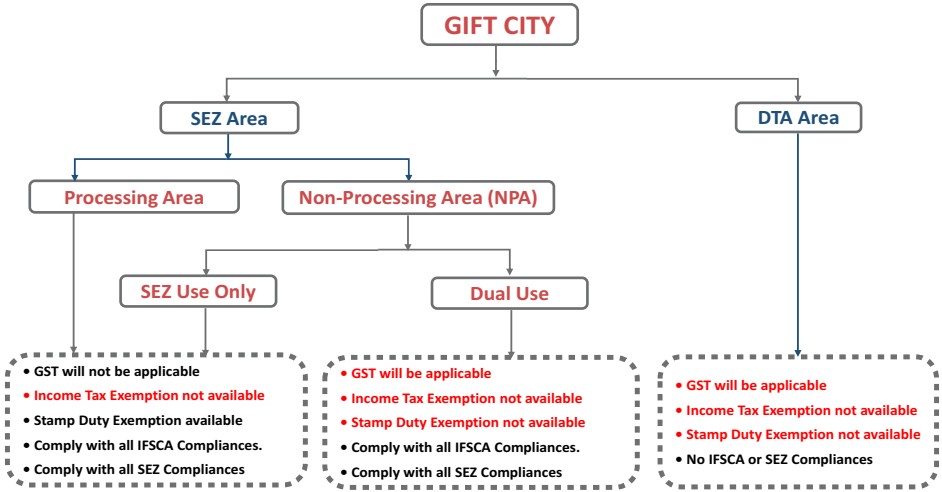 GIFT CITY
SEZ Area
DTA Area
Processing Area
Non-Processing Area (NPA)
SEZ Use Only
Dual Use
• GST will not be applicable
• Income Tax Exemption not available
• Stamp Duty Exemption available
• Comply with all IFSCA Compliances.
• Comply with all SEZ Compliances
• GST will be applicable
• Income Tax Exemption not available
• Stamp Duty Exemption not available
• Comply with all IFSCA Compliances.
• Comply with all SEZ Compliances
• GST will be applicable
• Income Tax Exemption not available
• Stamp Duty Exemption not available
• No IFSCA or SEZ Compliances